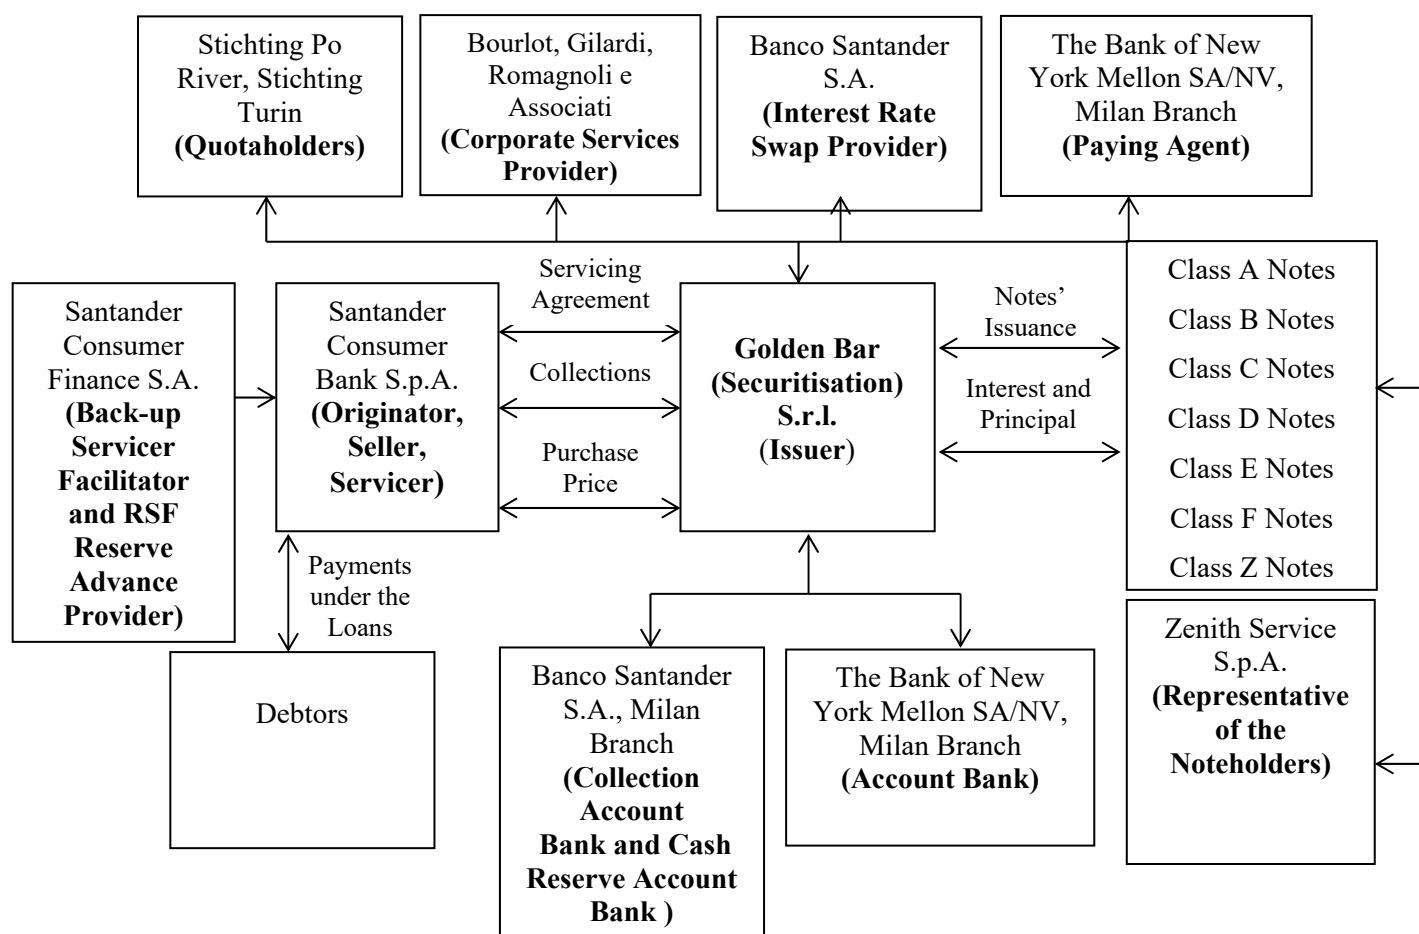 Stichting Po
River, Stichting
Turin
(Quotaholders)
Bourlot, Gilardi,
Romagnoli e
Associati
(Corporate Services
Provider)
Banco Santander
S.A.
(Interest Rate
Swap Provider)
The Bank of New
York Mellon SA/NV,
Milan Branch
(Paying Agent)
Santander
Consumer
Finance S.A.
(Back-up
Servicer
Facilitator
and RSF
Reserve
Advance
Provider)
Santander
Consumer
Bank S.p.A.
(Originator,
Seller,
Servicer)
Servicing
Agreement
Collections
Purchase
Price
Golden Bar
(Securitisation)
S.r.l.
(Issuer)
Notes’
Issuance
Interest and
Principal
Class A Notes
Class B Notes
Class C Notes
Class D Notes
Class E Notes
Class F Notes
Class Z Notes
Payments
under the
Loans
Debtors
Banco Santander
S.A., Milan
Branch
(Collection
Account
Bank and Cash
Reserve Account
Bank )
The Bank of New
York Mellon SA/NV,
Milan Branch
(Account Bank)
Zenith Service
S.p.A.
(Representative
of the
Noteholders)